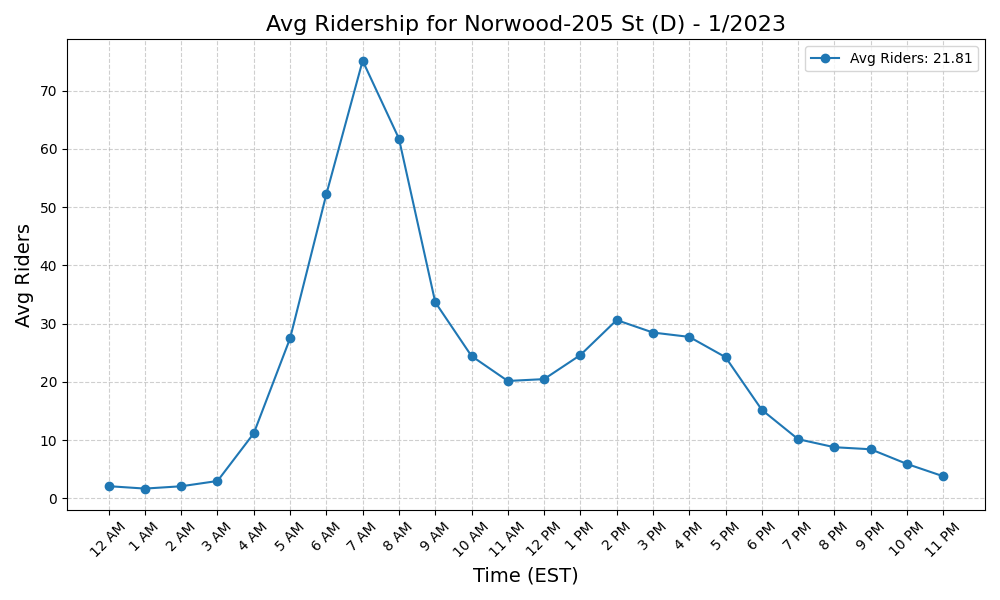 Avg Ridership for Norwood-205 St (D) - 1/2023
Avg Riders: 21.81
Avg Riders
70
60
50
40
30
20
10
0
12 AM
1 AM
2 AM
3 AM
4 AM
5 AM
6 AM
7 AM
8 AM
9 AM
10 AM
11 AM
12 PM
1 PM
2 PM
3 PM
4 PM
5 PM
6 PM
7 PM
8 PM
9 PM
10 PM
11 PM
Time (EST)